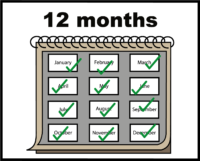 12 months
January February March
April May June
July August September
October November December